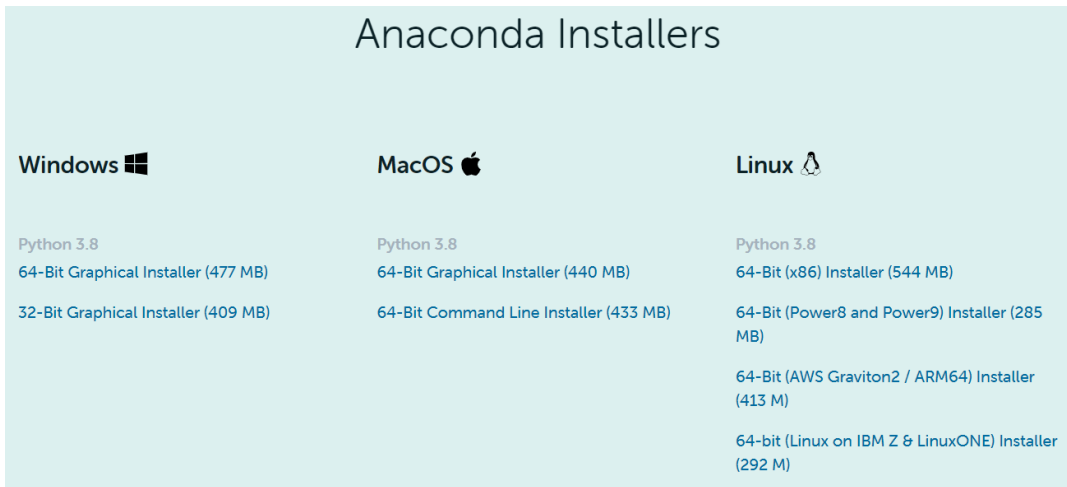 Anaconda Installers
Windows
Python 3.8
64-Bit Graphical Installer (477 MB)
32-Bit Graphical Installer (409 MB)
MacOS
Python 3.8
64-Bit Graphical Installer (440 MB)
64-Bit Command Line Installer (433 MB)
Linux
Python 3.8
64-Bit (x86) Installer (544 MB)
64-Bit (Power8 and Power9) Installer (285
MB)
64-Bit (AWS Graviton2 / ARM64) Installer
(413 M)
64-bit (Linux on IBM Z & LinuxONE) Installer
(292 M)